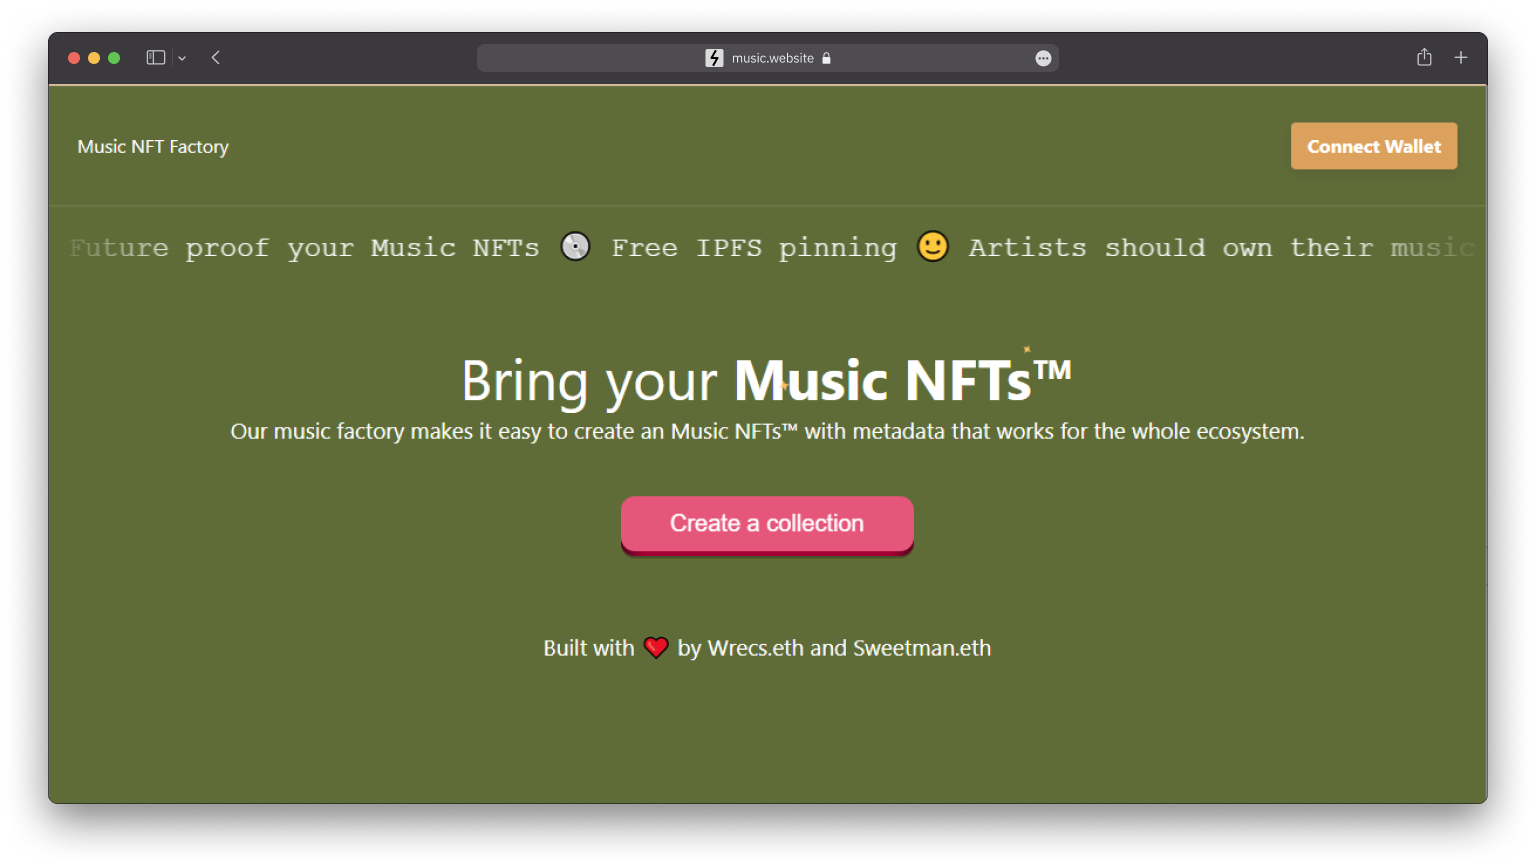 music.website
Music NFT Factory
Connect Wallet
Future proof your Music NFTs 💿 Free IPFS pinning 🙂 Artists should own their music
Bring your Music NFTs™
Our music factory makes it easy to create an Music NFTs™ with metadata that works for the whole ecosystem.
Create a collection
Built with ❤️ by Wrecs.eth and Sweetman.eth